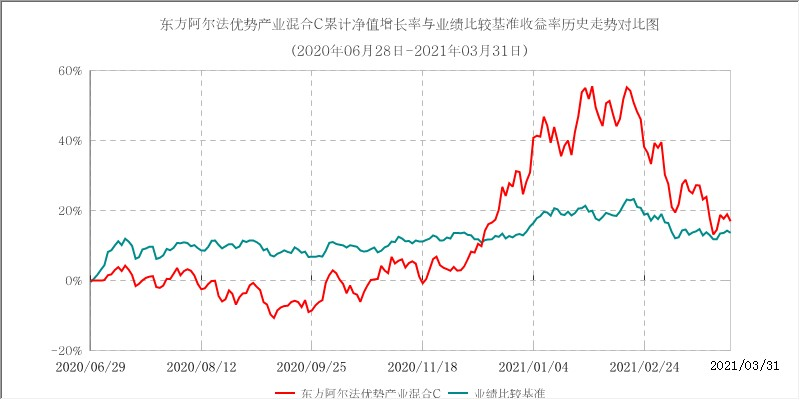 东方阿尔法优势产业混合C累计净值增长率与业绩比较基准收益率历史走势对比图
(2020年06月28日-2021年03月31日)
60%
40%
20%
0%
-20%
2020/06/29 2020/08/12 2020/09/25 2020/11/18 2021/01/04 2021/02/24 2021/03/31
东方阿尔法优势产业混合C 业绩比较基准